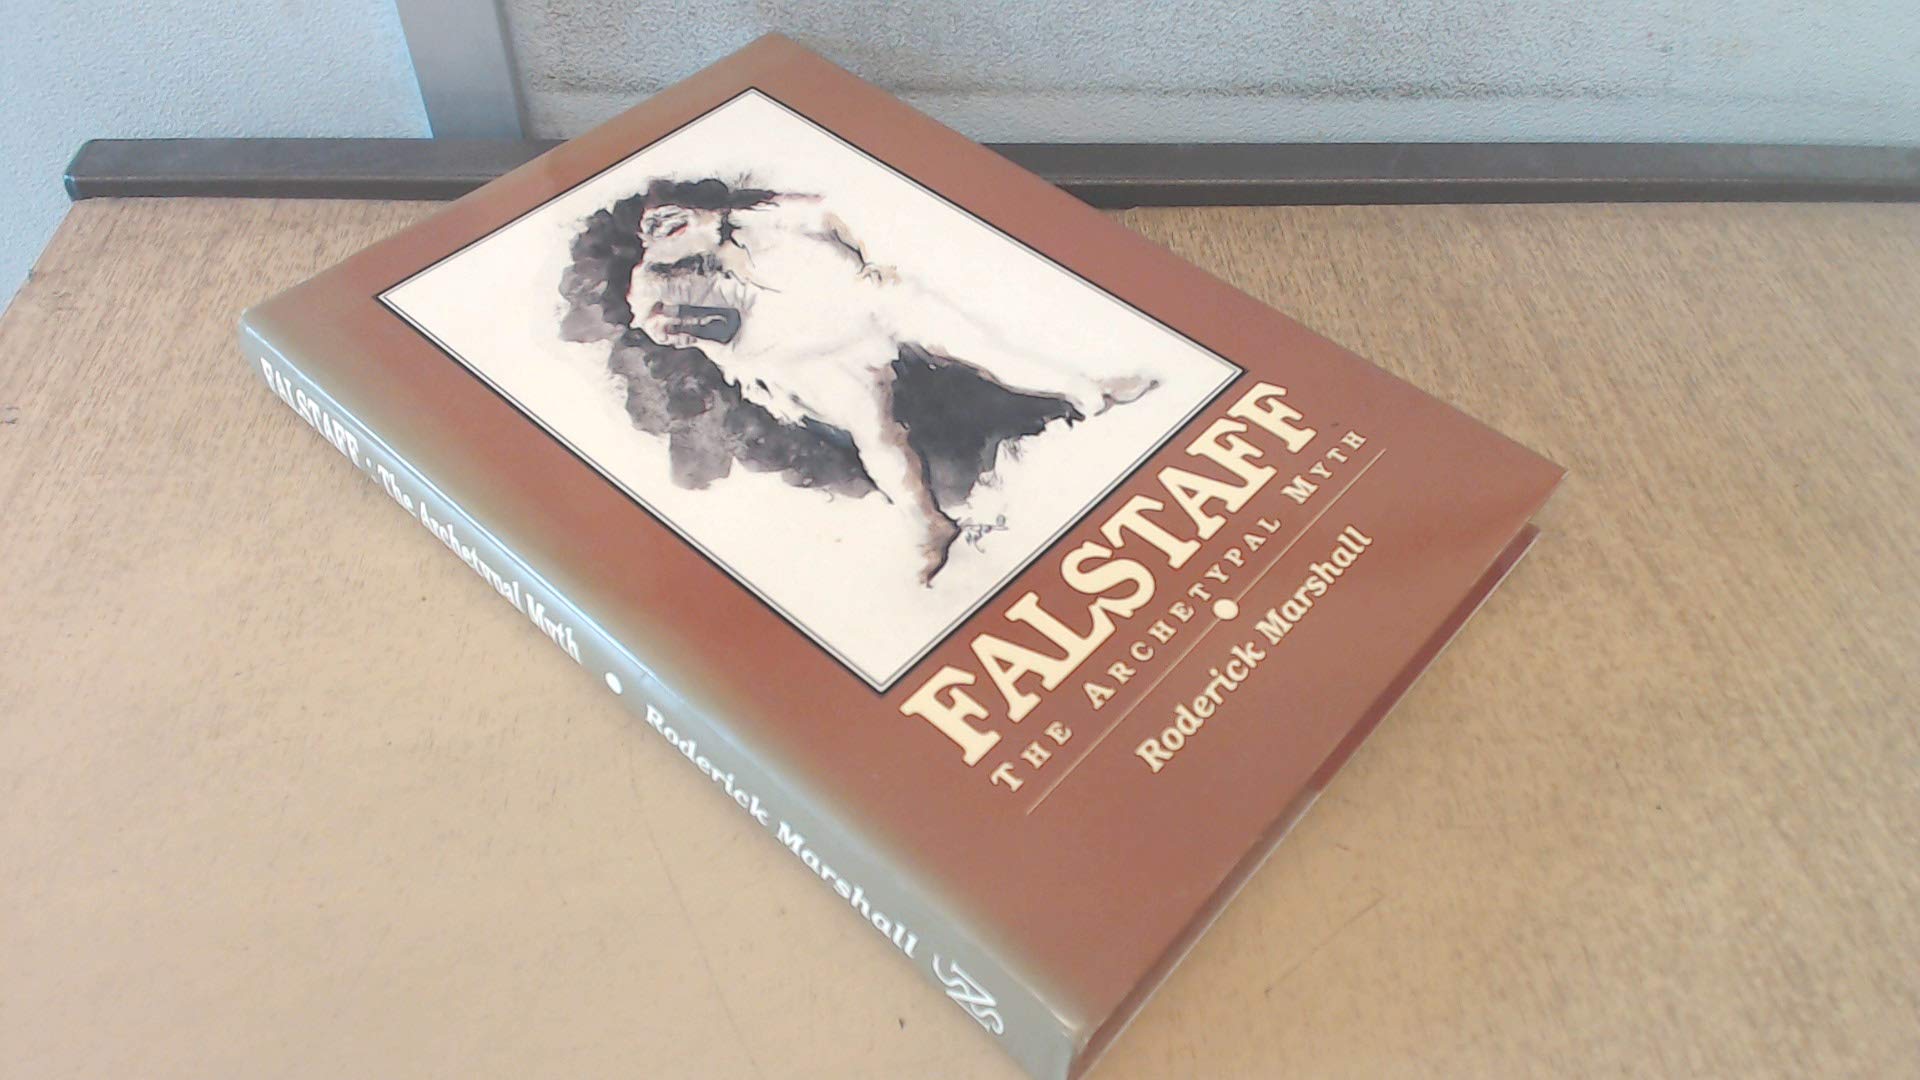 FALSTAFF
THE ARCHETYPAL MYTH
Roderick Marshall
FALSTAFF • The Archetypal Myth • Roderick Marshall